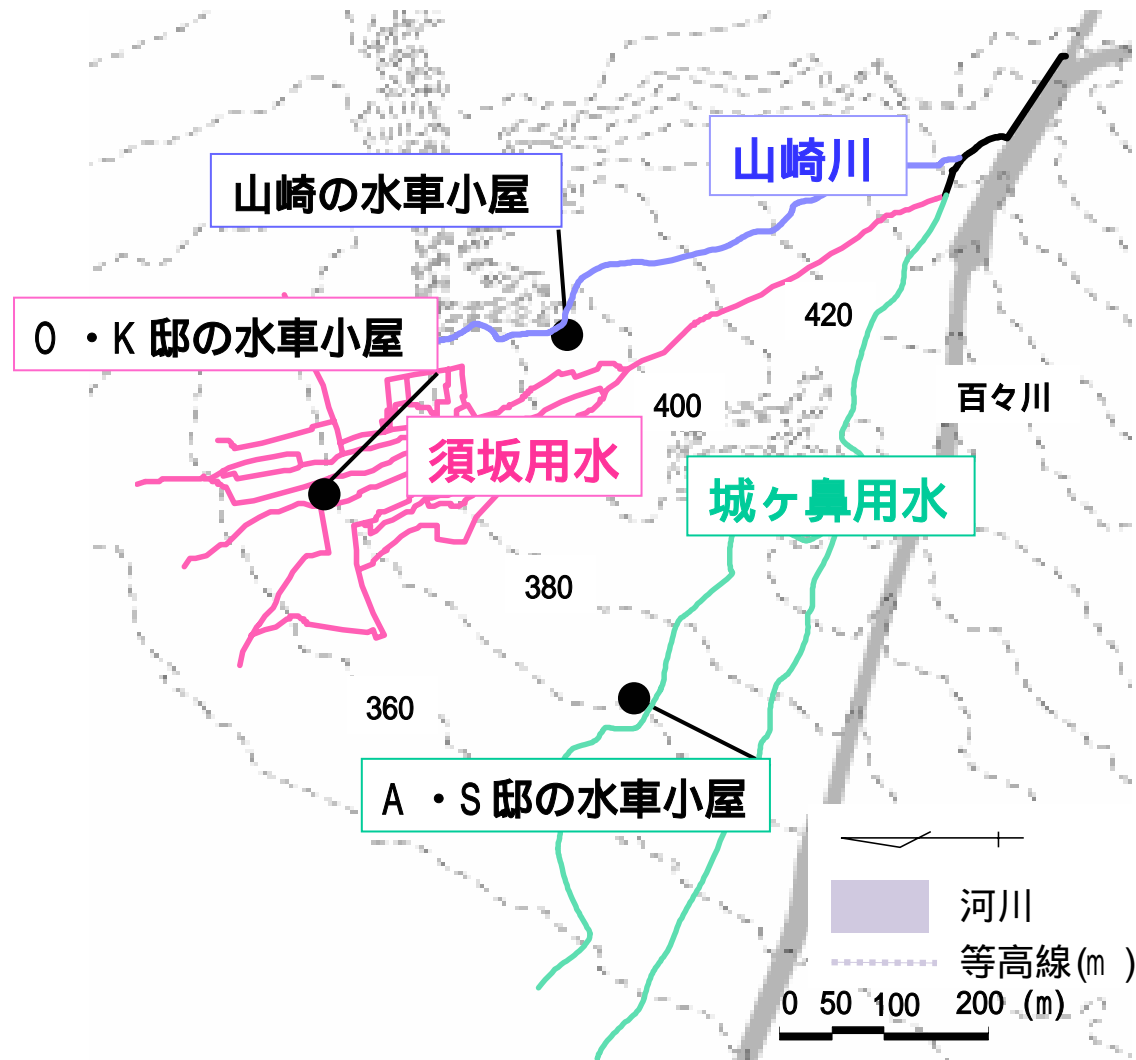 山崎川
山崎の水車小屋
O・K邸の水車小屋
420
百々川
400
須坂用水
城ヶ鼻用水
380
360
A・S邸の水車小屋
河川
等高線(m)
0 50 100 200 (m)